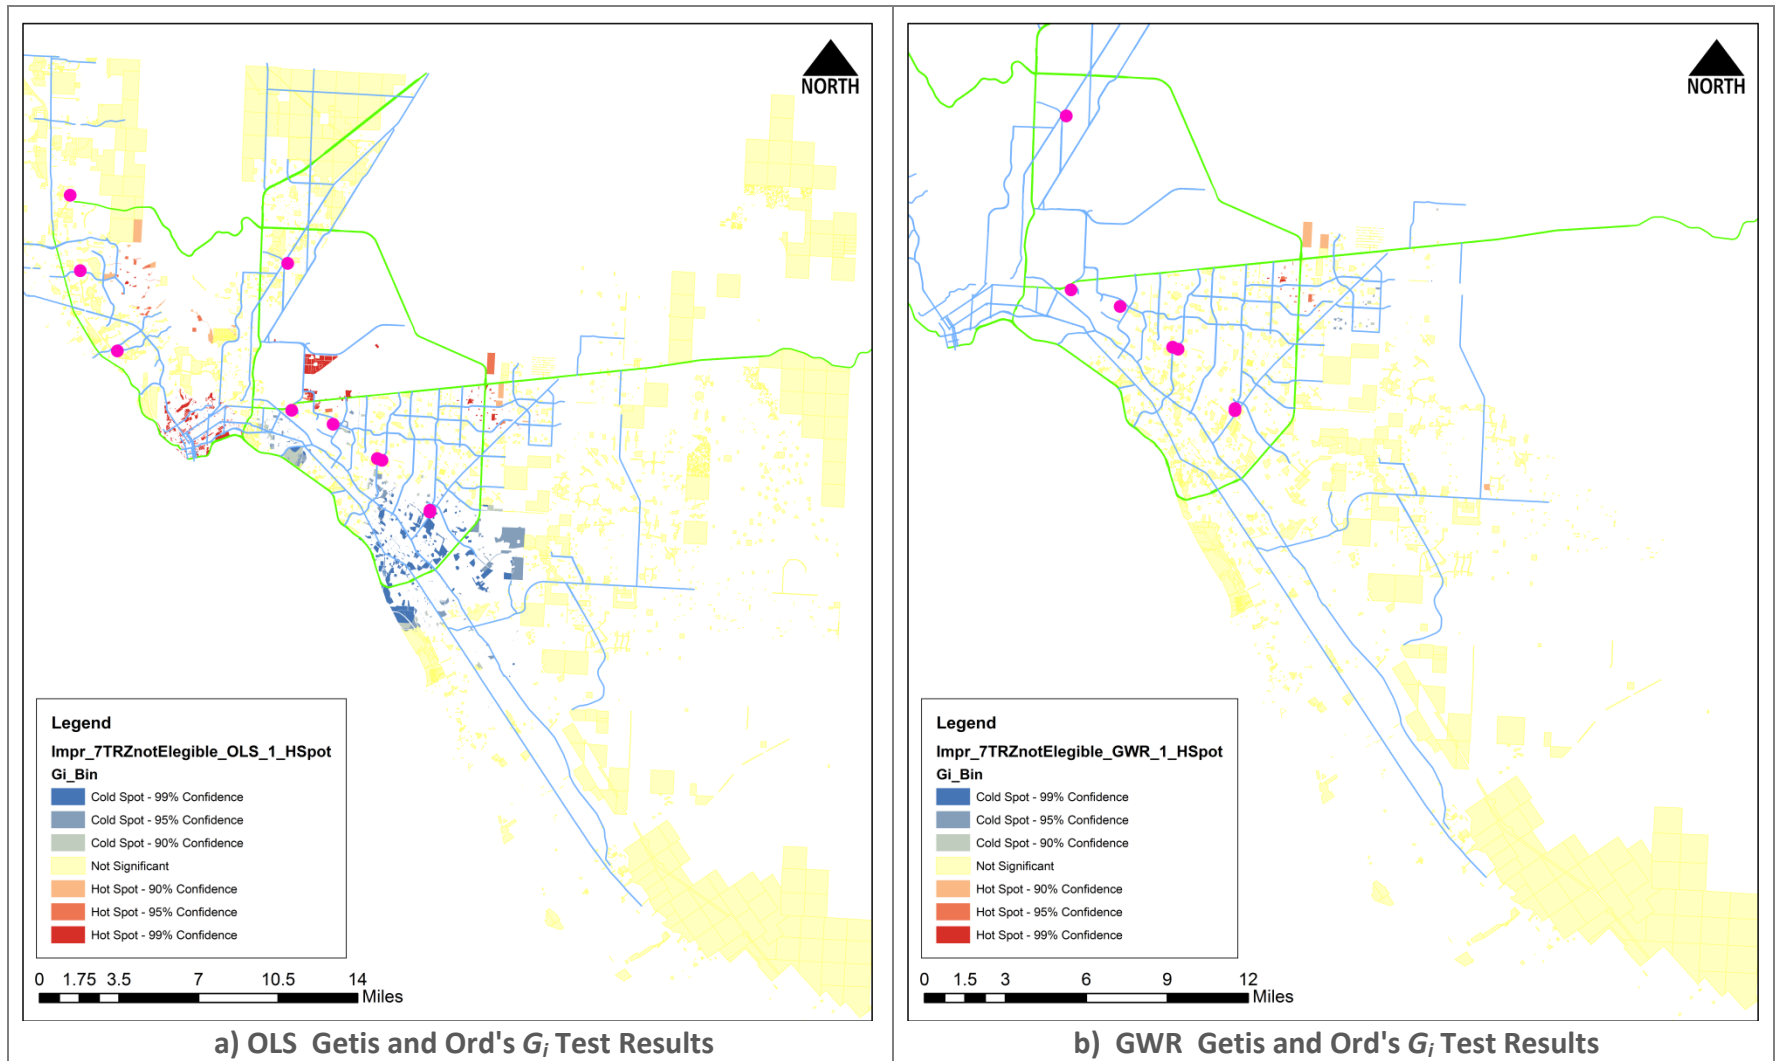 NORTH
Legend
Impr_7TRZnotElegible_OLS_1_HSpot
Gi_Bin
Cold Spot - 99% Confidence
Cold Spot - 95% Confidence
Cold Spot - 90% Confidence
Not Significant
Hot Spot - 90% Confidence
Hot Spot - 95% Confidence
Hot Spot - 99% Confidence
0 1.75 3.5 7 10.5 14
Miles
a) OLS Getis and Ord's Gi Test Results
NORTH
Legend
Impr_7TRZnotElegible_GWR_1_HSpot
Gi_Bin
Cold Spot - 99% Confidence
Cold Spot - 95% Confidence
Cold Spot - 90% Confidence
Not Significant
Hot Spot - 90% Confidence
Hot Spot - 95% Confidence
Hot Spot - 99% Confidence
0 1.5 3 6 9 12
Miles
b) GWR Getis and Ord's Gi Test Results